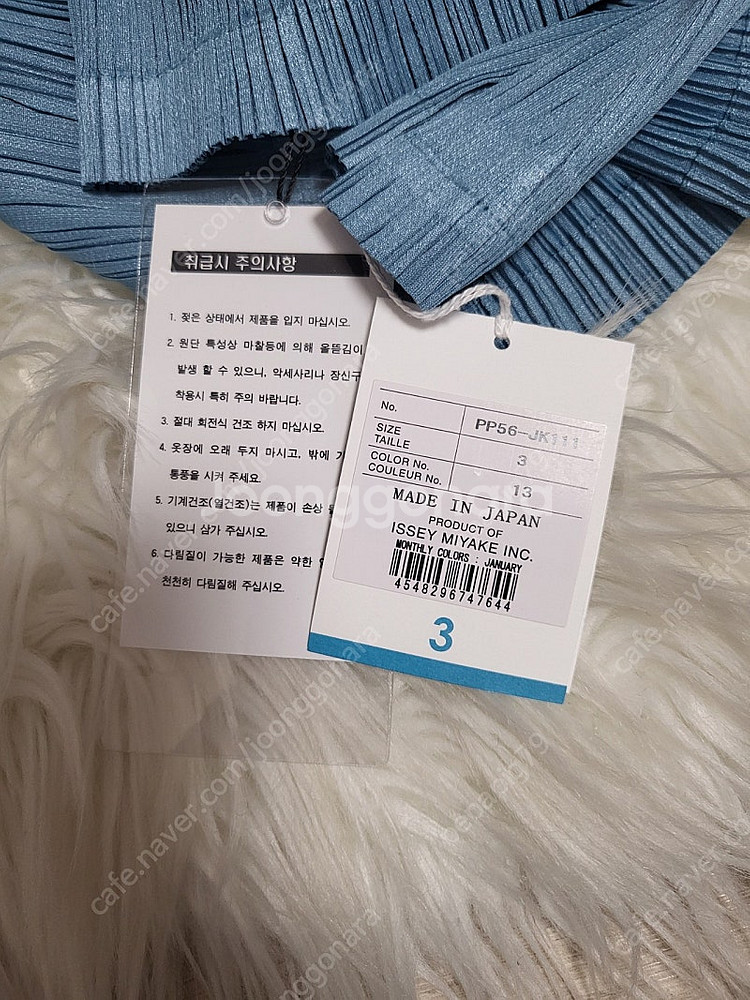 취급시 주의사항
1. 젖은 상태에서 제품을 입지 마십시오.
2. 원단 특성상 마찰등에 의해 올뜯김이
발생 할 수 있으니, 악세사리나 장신구
착용시 특히 주의 바랍니다.
3. 절대 회전식 건조 하지 마십시오.
4. 옷장에 오래 두지 마시고, 밖에
통풍을 시켜 주세요.
5. 기계건조(열건조)는 제품이 손상
있으니 삼가 주십시오.
6. 다림질이 가능한 제품은 약한
천천히 다림질해 주십시오.
No. PP56-JK111
SIZE
TAILLE 3
COLOR No.
COULEUR No. 13
MADE IN JAPAN
PRODUCT OF
ISSEY MIYAKE INC.
MONTHLY COLORS : JANUARY
4548296747644
3
joonggonara
cafe.naver.com/joonggonara